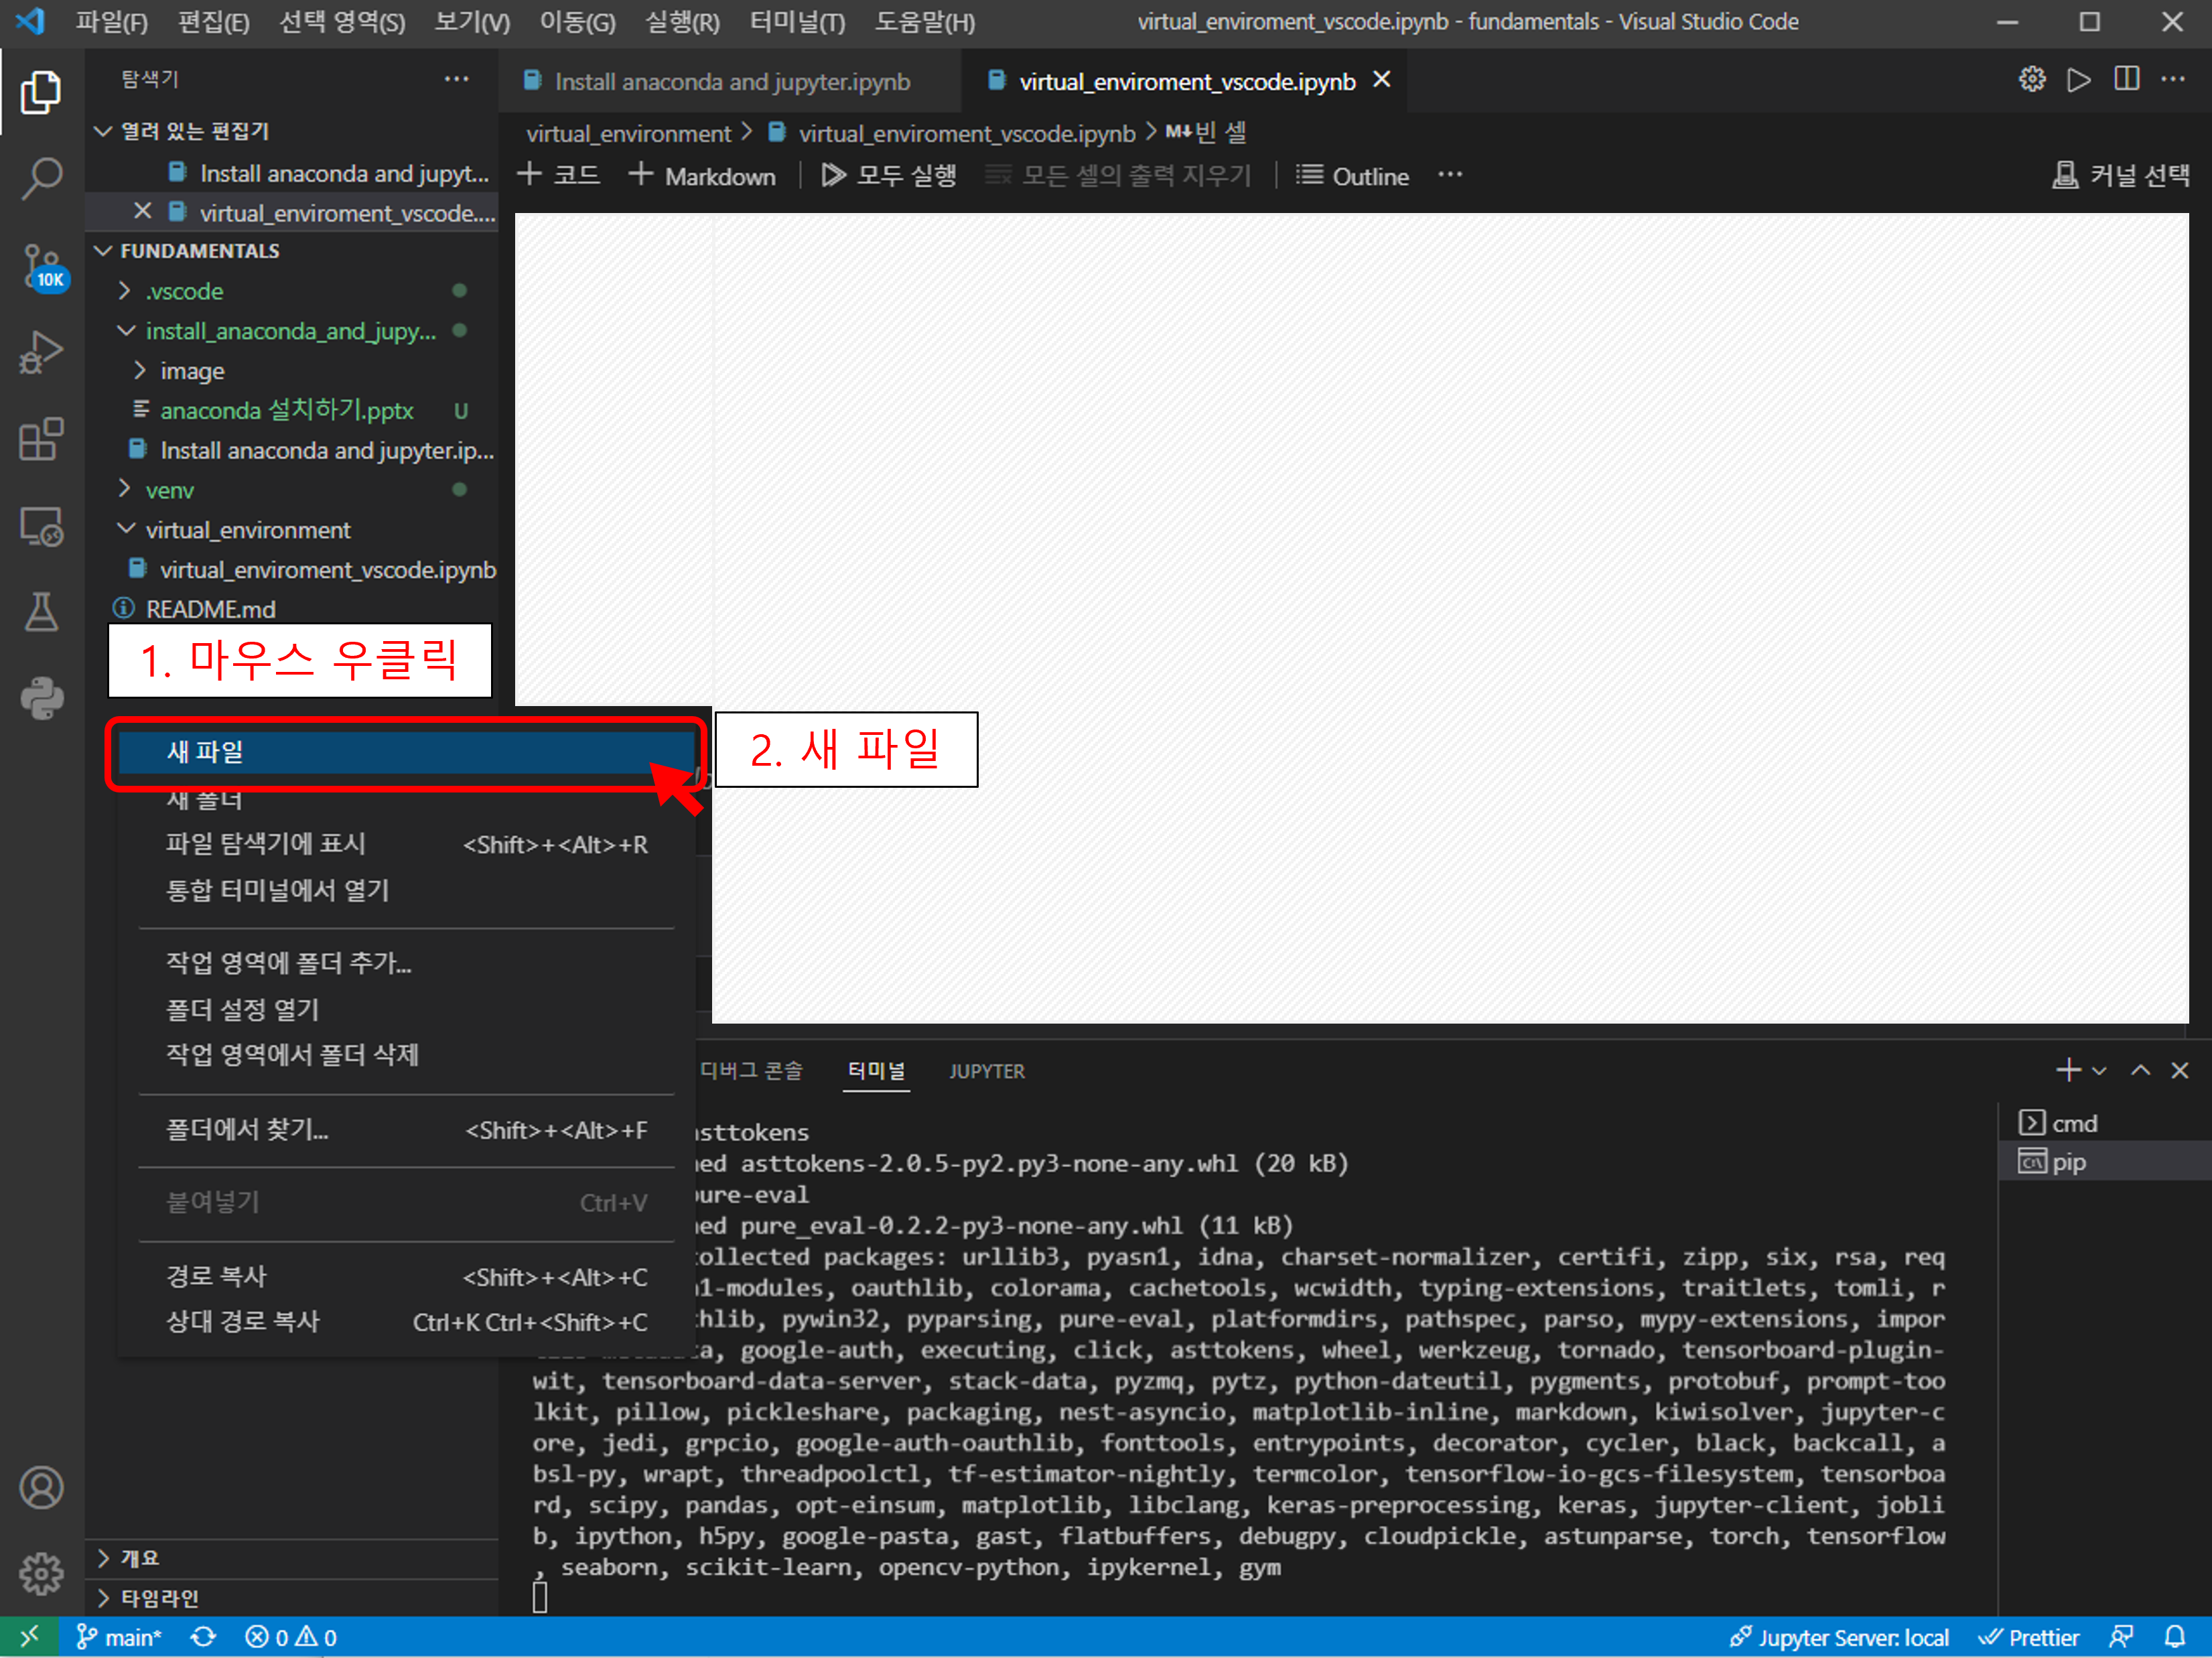 파일(F) 편집(E) 선택 영역(S) 보기(V) 이동(G) 실행(R) 터미널(T) 도움말(H) virtual_enviroment_vscode.ipynb - fundamentals - Visual Studio Code
탐색기
Install anaconda and jupyter.ipynb
virtual_enviroment_vscode.ipynb
열려 있는 편집기
Install anaconda and jupyt...
virtual_enviroment_vscode....
virtual_environment > virtual_enviroment_vscode.ipynb > M↓빈 셀
+ 코드 + Markdown 모두 실행 모든 셀의 출력 지우기 Outline ...
커널 선택
10K
FUNDAMENTALS
.vscode
install_anaconda_and_jupy...
image
anaconda 설치하기.pptx U
Install anaconda and jupyter.ip...
venv
virtual_environment
virtual_enviroment_vscode.ipynb
README.md
1. 마우스 우클릭
2. 새 파일
새 파일
새 폴더
파일 탐색기에 표시 <Shift>+<Alt>+R
통합 터미널에서 열기
작업 영역에 폴더 추가...
폴더 설정 열기
작업 영역에서 폴더 삭제
폴더에서 찾기... <Shift>+<Alt>+F
붙여넣기 Ctrl+V
경로 복사 <Shift>+<Alt>+C
상대 경로 복사 Ctrl+K Ctrl+<Shift>+C
디버그 콘솔 터미널 JUPYTER
cmd
pip
sttokens
ed asttokens-2.0.5-py2.py3-none-any.whl (20 kB)
ure-eval
ed pure_eval-0.2.2-py3-none-any.whl (11 kB)
ollected packages: urllib3, pyasn1, idna, charset-normalizer, certifi, zipp, six, rsa, req
1-modules, oauthlib, colorama, cachetools, wcwidth, typing-extensions, traitlets, tomli, r
hlib, pywin32, pyparsing, pure-eval, platformdirs, pathspec, parso, mypy-extensions, impor
a, google-auth, executing, click, asttokens, wheel, werkzeug, tornado, tensorboard-plugin-
wit, tensorboard-data-server, stack-data, pyzmq, pytz, python-dateutil, pygments, protobuf, prompt-too
lkit, pillow, pickleshare, packaging, nest-asyncio, matplotlib-inline, markdown, kiwisolver, jupyter-c
ore, jedi, grpcio, google-auth-oauthlib, fonttools, entrypoints, decorator, cycler, black, backcall, a
bsl-py, wrapt, threadpoolctl, tf-estimator-nightly, termcolor, tensorflow-io-gcs-filesystem, tensorboa
rd, scipy, pandas, opt-einsum, matplotlib, libclang, keras-preprocessing, keras, jupyter-client, jobli
b, ipython, h5py, google-pasta, gast, flatbuffers, debugpy, cloudpickle, astunparse, torch, tensorflow
, seaborn, scikit-learn, opencv-python, ipykernel, gym
개요
타임라인
main* 0 0 Jupyter Server: local Prettier